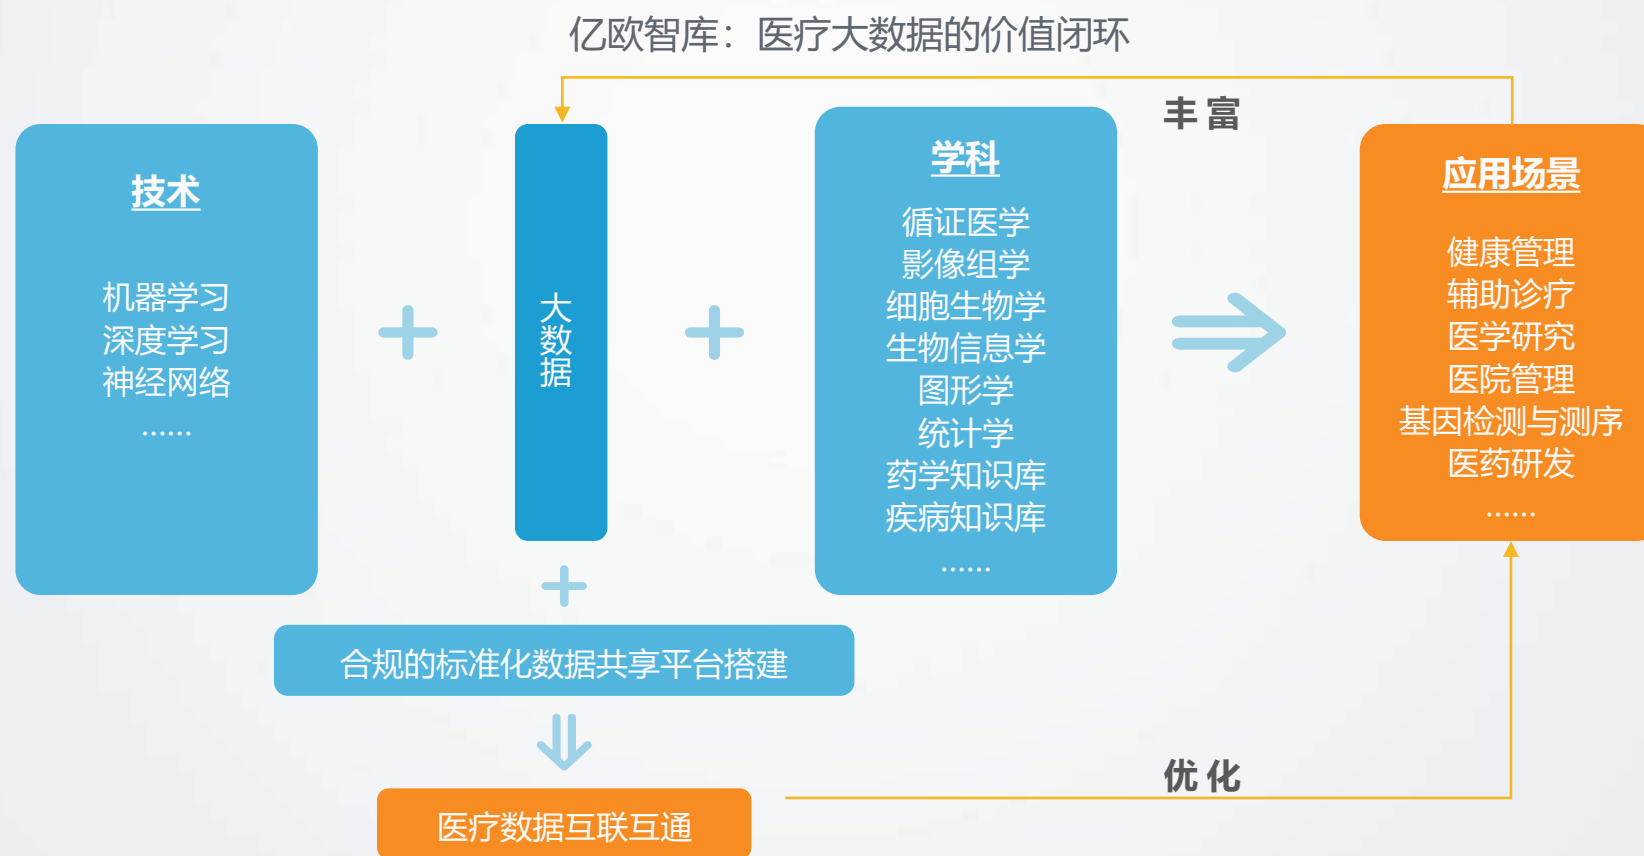 亿欧智库：医疗大数据的价值闭环
丰富
技术
机器学习
深度学习
神经网络
......
大数据
学科
循证医学
影像组学
细胞生物学
生物信息学
图形学
统计学
药学知识库
疾病知识库
......
应用场景
健康管理
辅助诊疗
医学研究
医院管理
基因检测与测序
医药研发
......
合规的标准化数据共享平台搭建
优化
医疗数据互联互通